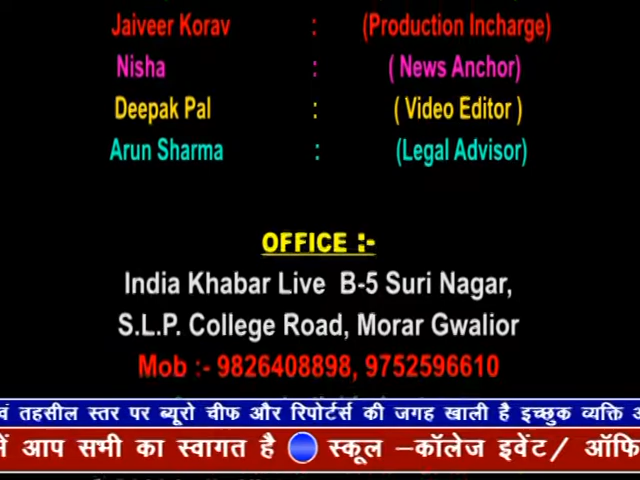 Jaiveer Korav : (Production Incharge)
Nisha : ( News Anchor)
Deepak Pal : ( Video Editor )
Arun Sharma : (Legal Advisor)
OFFICE :-
India Khabar Live B-5 Suri Nagar,
S.L.P. College Road, Morar Gwalior
Mob :- 9826408898, 9752596610
तहसील स्तर पर ब्यूरो चीफ और रिपोर्टर्स की जगह खाली है इच्छुक व्यक्ति
आप सभी का स्वागत है स्कूल –कॉलेज इवेंट/